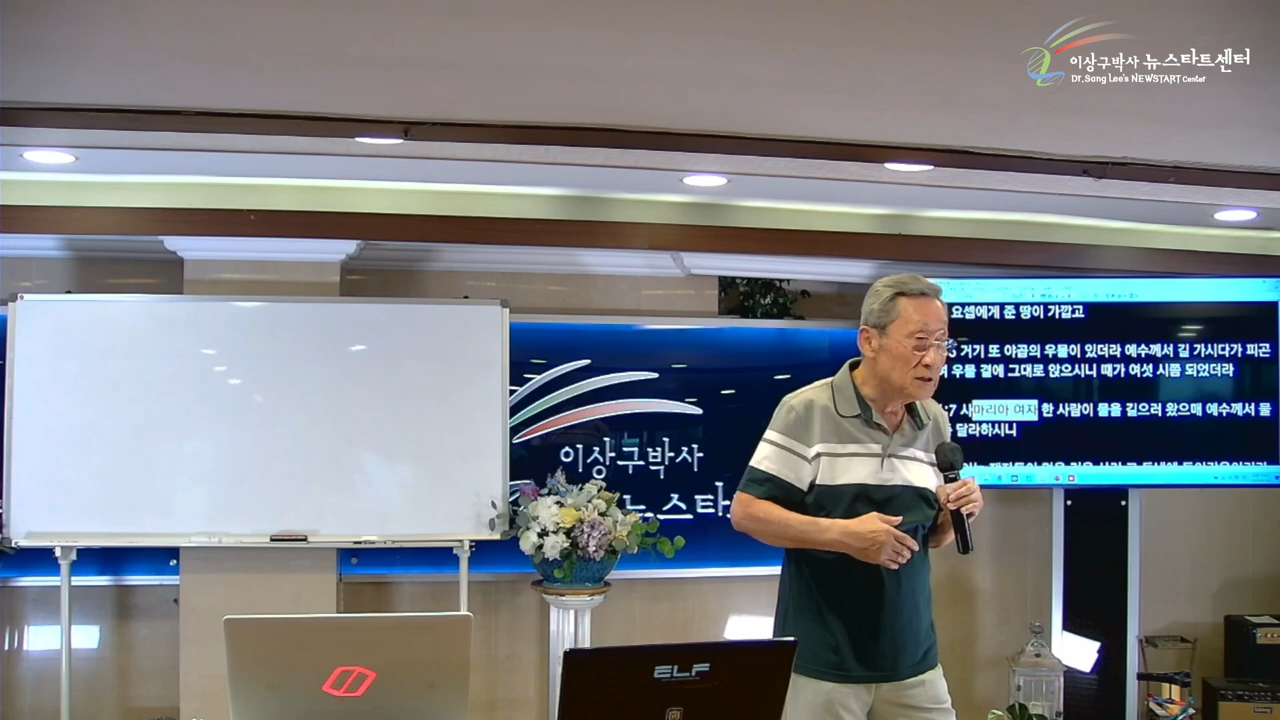 이상구박사 뉴스타트센터
Dr. Sang Lee's NEWSTART Center
요셉에게 준 땅이 가깝고
거기 또 야곱의 우물이 있더라 예수께서 길 가시다가 피곤
우물 곁에 그대로 앉으시니 때가 여섯 시쯤 되었더라
:7 사마리아 여자 한 사람이 물을 길으러 왔으매 예수께서 물
달라하시니
이상구박사
뉴스타
ELF